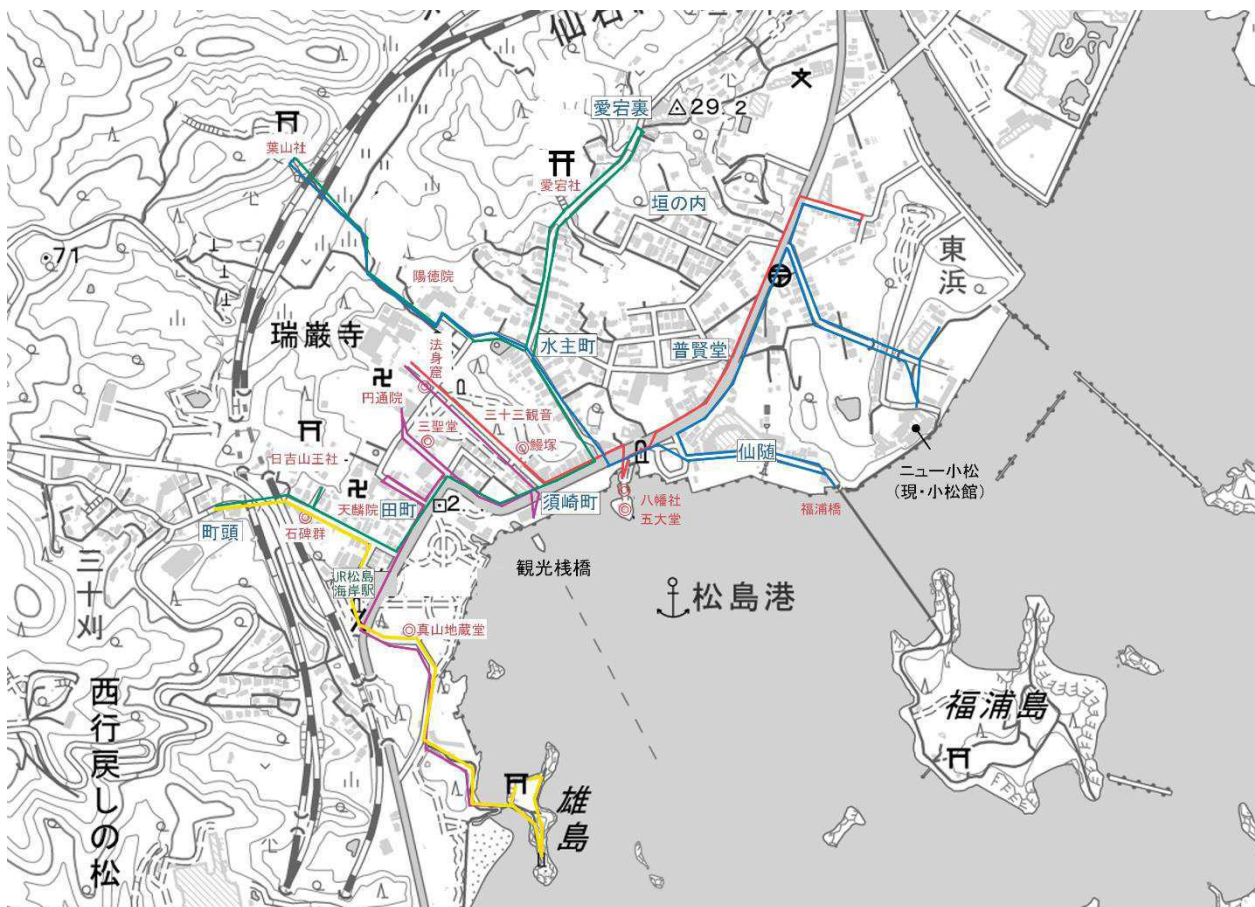 仙石
愛宕裏
29.2
葉山社
愛宕社
垣の内
東
浜
71
陽徳院
瑞巌寺
法身窟
水主町
普賢堂
円通院
三十三観音
三聖堂
鰻塚
日吉山王社
仙随
ニュー小松
(現・小松館)
天麟院
田町
2.
須崎町
八幡社
五大堂
福浦橋
町頭
石碑群
観光桟橋
三十刈
JR松島
海岸駅
松島港
真山地蔵堂
西行戻しの松
福浦島
雄島